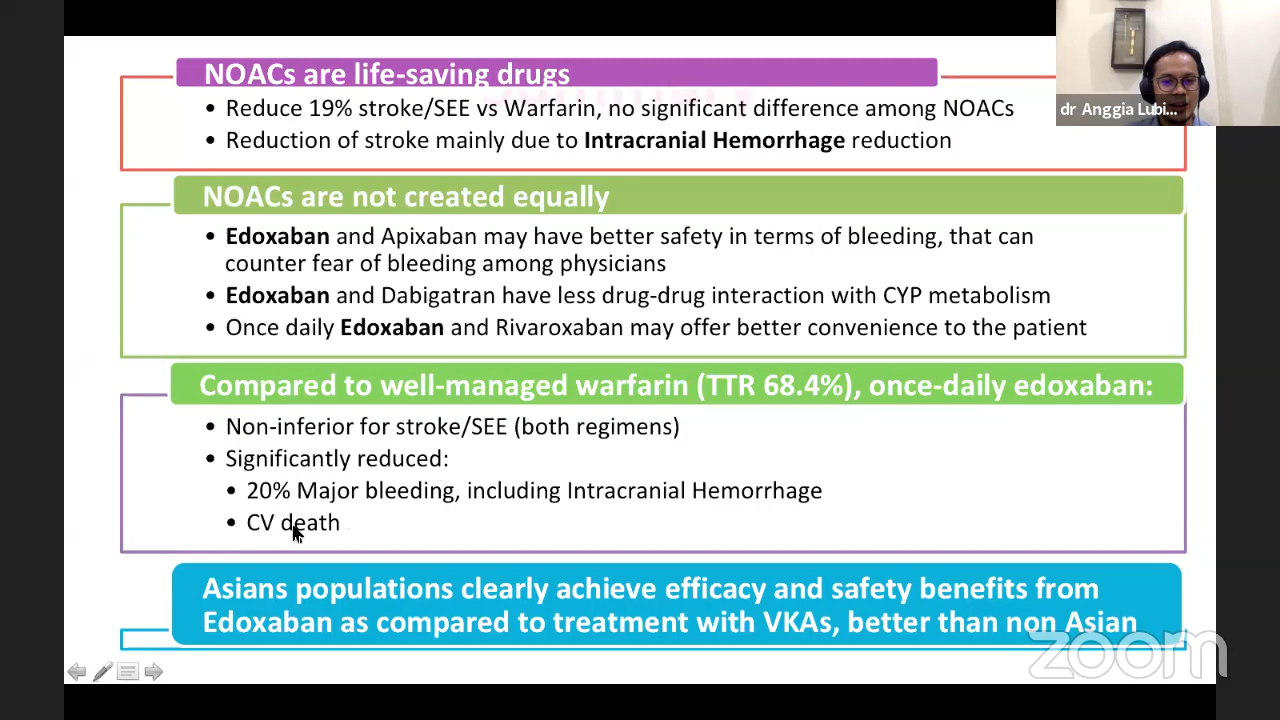 NOACs are life-saving drugs
• Reduce 19% stroke/SEE vs Warfarin, no significant difference among NOACs
• Reduction of stroke mainly due to Intracranial Hemorrhage reduction
dr Anggia Lubi...
NOACs are not created equally
• Edoxaban and Apixaban may have better safety in terms of bleeding, that can
counter fear of bleeding among physicians
• Edoxaban and Dabigatran have less drug-drug interaction with CYP metabolism
• Once daily Edoxaban and Rivaroxaban may offer better convenience to the patient
Compared to well-managed warfarin (TTR 68.4%), once-daily edoxaban:
• Non-inferior for stroke/SEE (both regimens)
• Significantly reduced:
• 20% Major bleeding, including Intracranial Hemorrhage
• CV death
Asians populations clearly achieve efficacy and safety benefits from
Edoxaban as compared to treatment with VKAs, better than non Asian
zoom